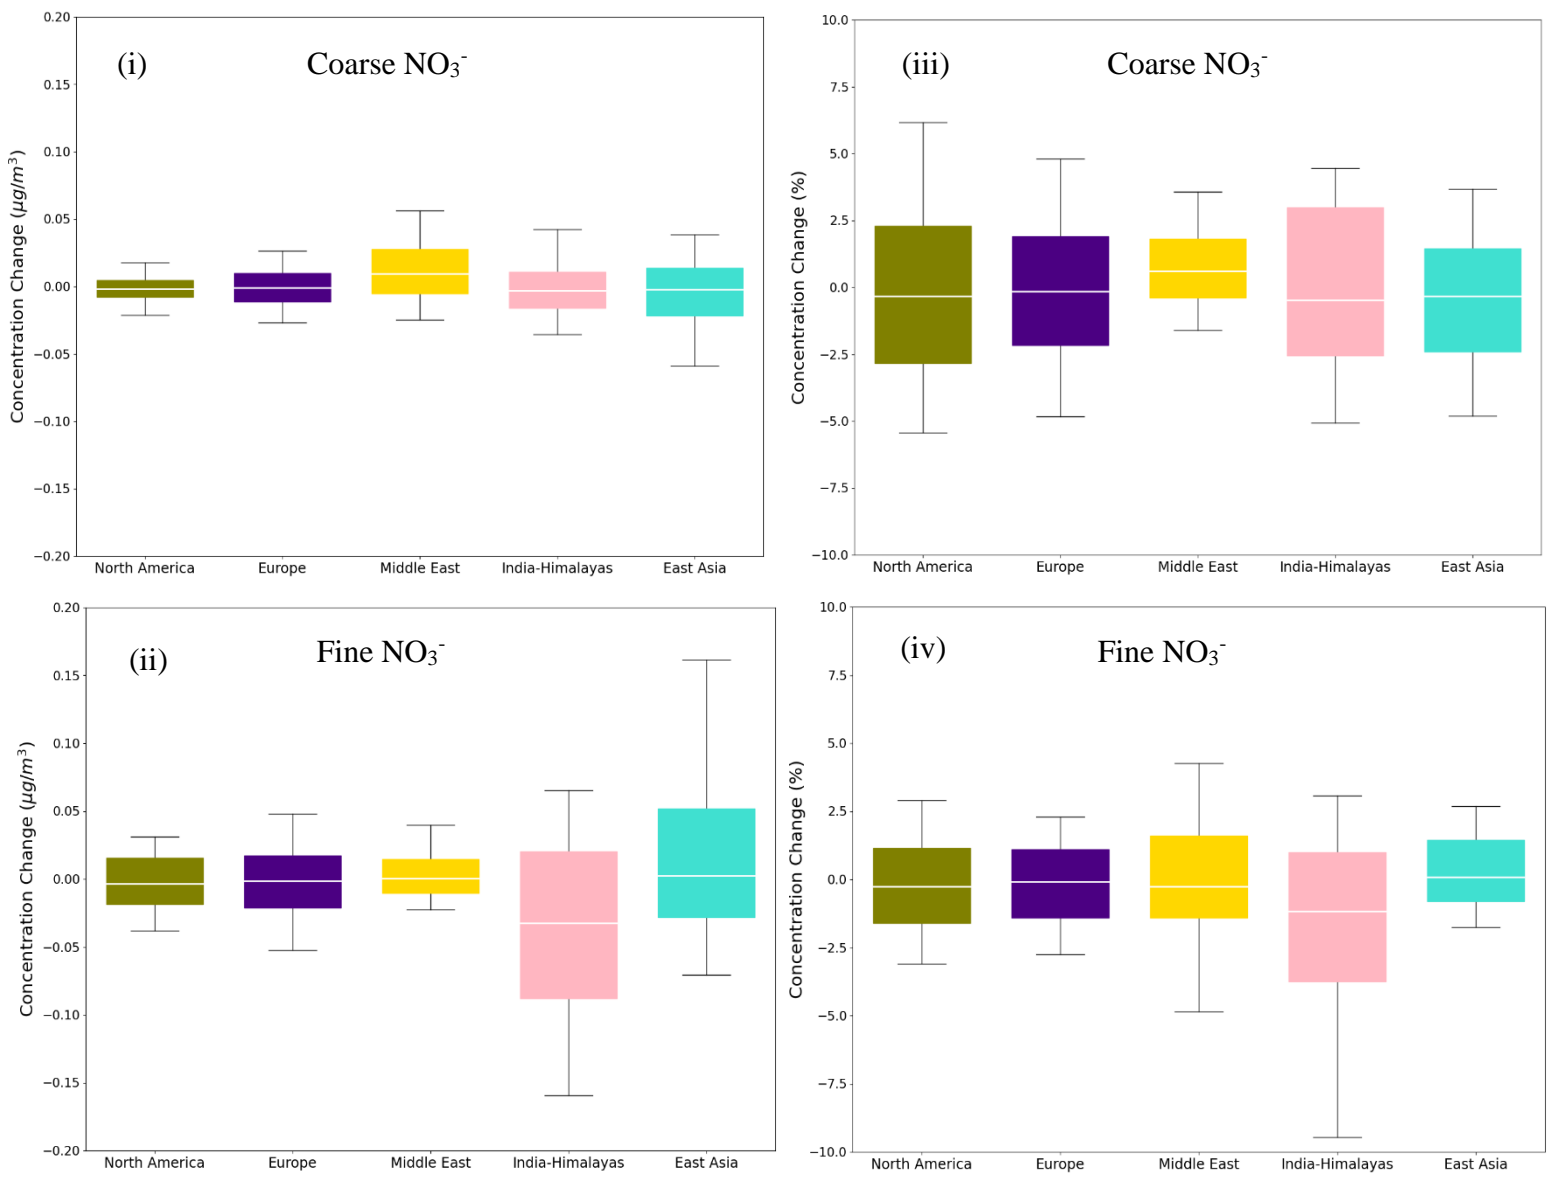 (i)
Coarse NO₃⁻
Concentration Change (μg/m³)
0.20
0.15
0.10
0.05
0.00
−0.05
−0.10
−0.15
−0.20
North America Europe Middle East India-Himalayas East Asia
(iii)
Coarse NO₃⁻
Concentration Change (%)
10.0
7.5
5.0
2.5
0.0
−2.5
−5.0
−7.5
−10.0
North America Europe Middle East India-Himalayas East Asia
(ii)
Fine NO₃⁻
Concentration Change (μg/m³)
0.20
0.15
0.10
0.05
0.00
−0.05
−0.10
−0.15
−0.20
North America Europe Middle East India-Himalayas East Asia
(iv)
Fine NO₃⁻
Concentration Change (%)
10.0
7.5
5.0
2.5
0.0
−2.5
−5.0
−7.5
−10.0
North America Europe Middle East India-Himalayas East Asia